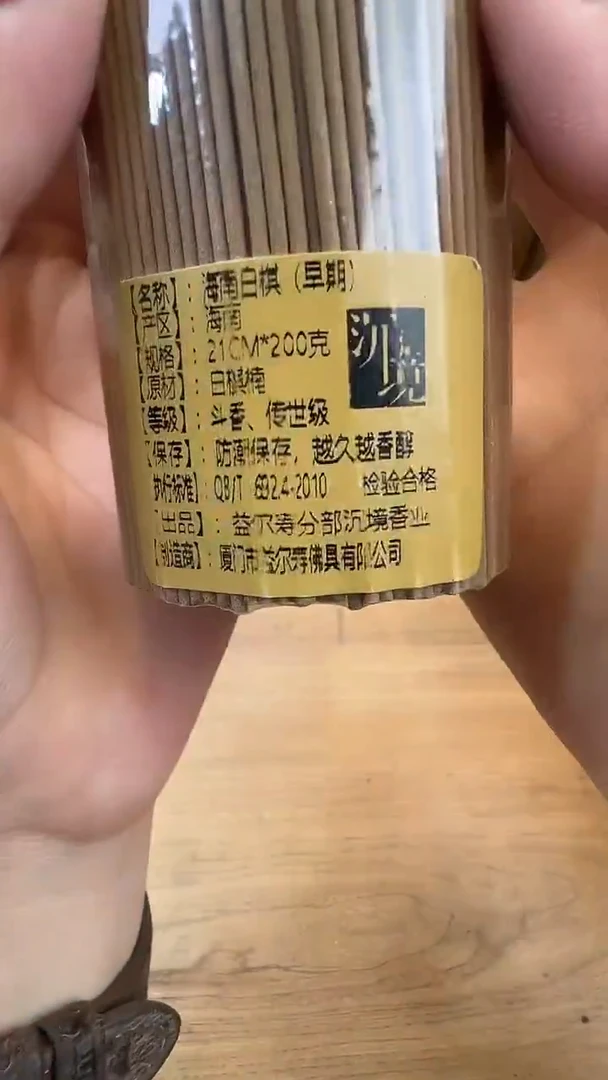 【名称】：海南白棋（早期）
【产区】：海南
【规格】：21CM*200克
【原材】：白棋楠
【等级】：斗香、传世级
【保存】：防潮保存，越久越香醇
执行标准】：QB/T 692.4-2010 检验合格
【出品】：益尔寿分部沉境香业
【制造商】：厦门市益尔寿佛具有限公司
沉境